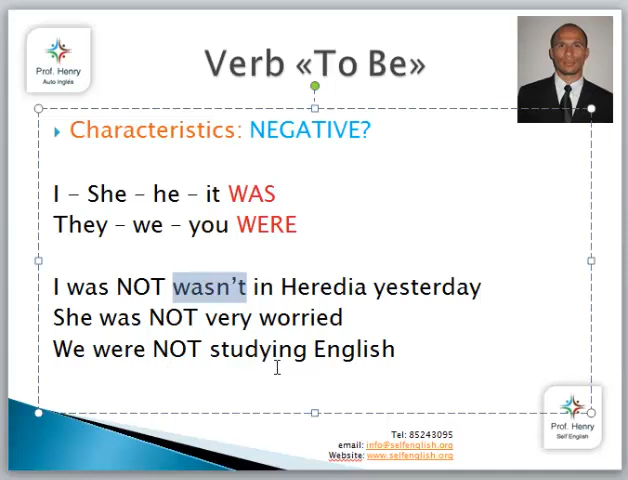 Prof. Henry
Auto Inglés
Verb «To Be»
Characteristics: NEGATIVE?
I – She – he – it WAS
They – we – you WERE
I was NOT wasn't in Heredia yesterday
She was NOT very worried
We were NOT studying English
Tel: 85243095
email: info@selfenglish.org
Website: www.selfenglish.org
Prof. Henry
Self English